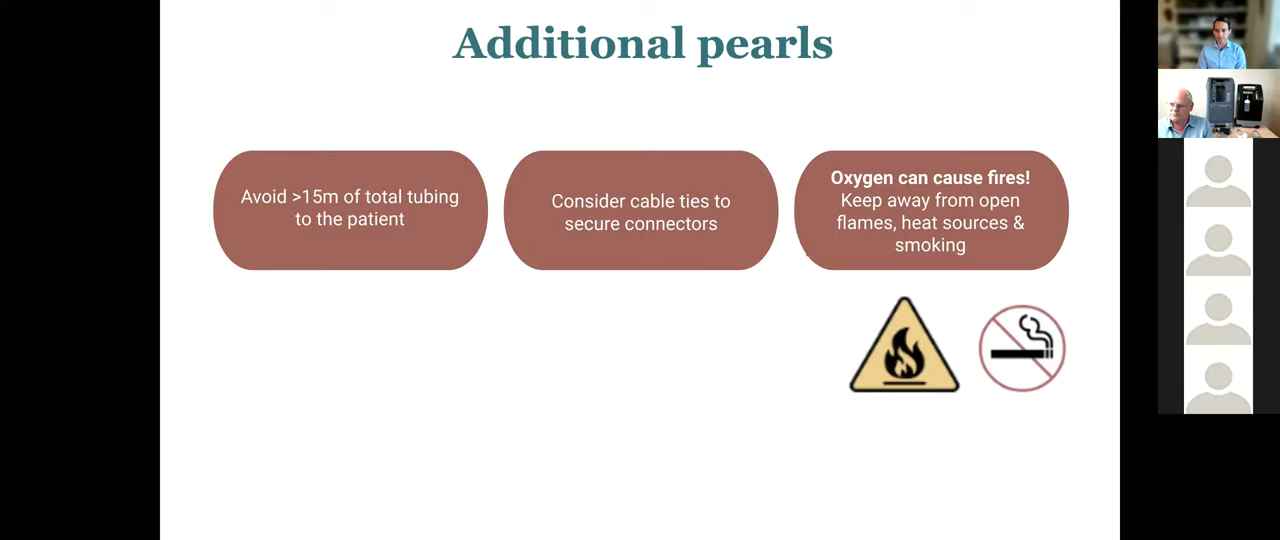 Additional pearls
Avoid >15m of total tubing
to the patient
Consider cable ties to
secure connectors
Oxygen can cause fires!
Keep away from open
flames, heat sources &
smoking